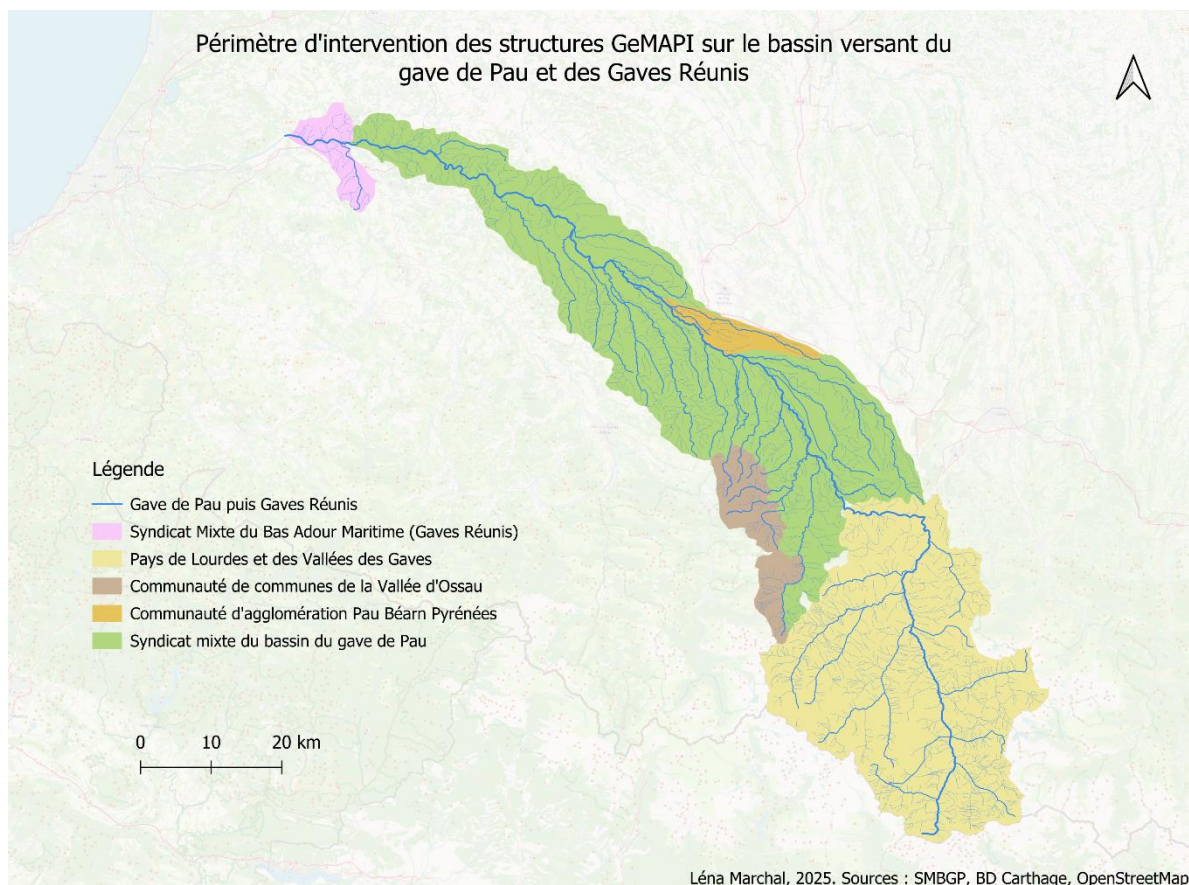 Périmètre d'intervention des structures GeMAPI sur le bassin versant du
gave de Pau et des Gaves Réunis
Légende
Gave de Pau puis Gaves Réunis
Syndicat Mixte du Bas Adour Maritime (Gaves Réunis)
Pays de Lourdes et des Vallées des Gaves
Communauté de communes de la Vallée d'Ossau
Communauté d'agglomération Pau Béarn Pyrénées
Syndicat mixte du bassin du gave de Pau
0 10 20 km
Léna Marchal, 2025. Sources : SMBGP, BD Carthage, OpenStreetMap